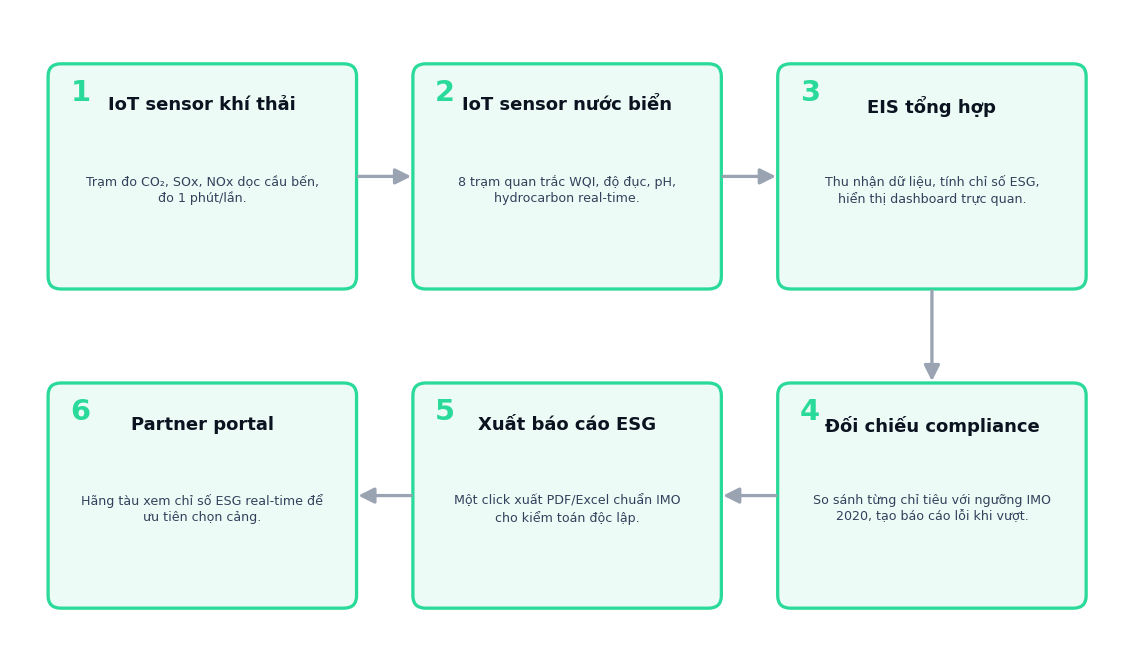 1
IoT sensor khí thải
Trạm đo CO₂, SOx, NOx dọc cầu bến,
đo 1 phút/lần.
2
IoT sensor nước biển
8 trạm quan trắc WQI, độ đục, pH,
hydrocarbon real-time.
3
EIS tổng hợp
Thu nhận dữ liệu, tính chỉ số ESG,
hiển thị dashboard trực quan.
4
Đối chiếu compliance
So sánh từng chỉ tiêu với ngưỡng IMO
2020, tạo báo cáo lỗi khi vượt.
5
Xuất báo cáo ESG
Một click xuất PDF/Excel chuẩn IMO
cho kiểm toán độc lập.
6
Partner portal
Hãng tàu xem chỉ số ESG real-time để
ưu tiên chọn cảng.